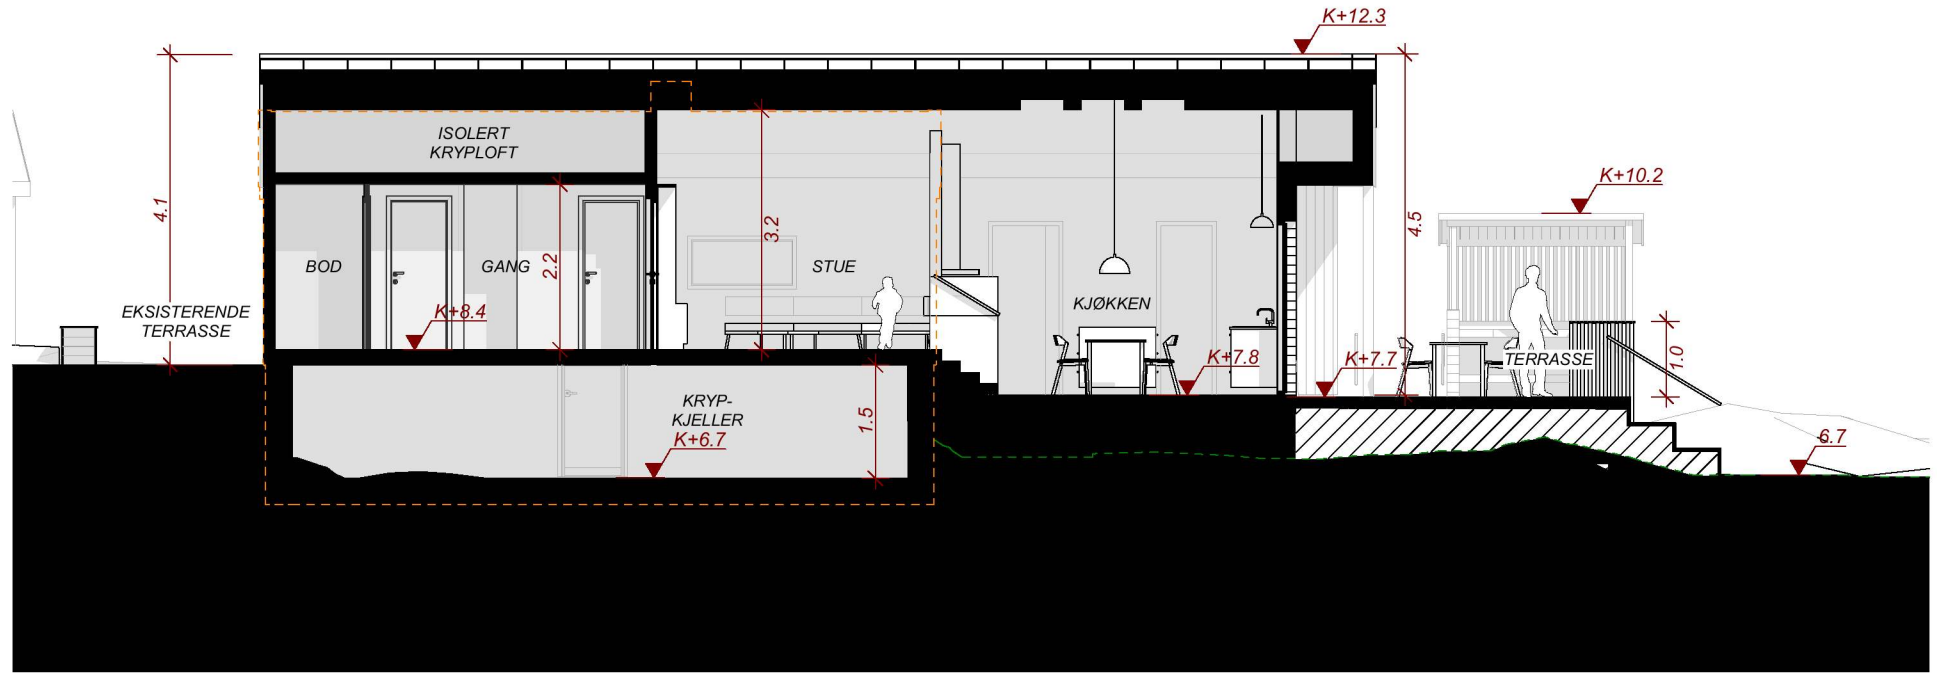 K+12.3
ISOLERT
KRYPLOFT
K+10.2
4.1
3.2
4.5
BOD
GANG
2.2
STUE
EKSISTERENDE
TERRASSE
K+8.4
KJØKKEN
K+7.8
K+7.7
TERRASSE
1.0
KRYP-
KJELLER
K+6.7
1.5
6.7